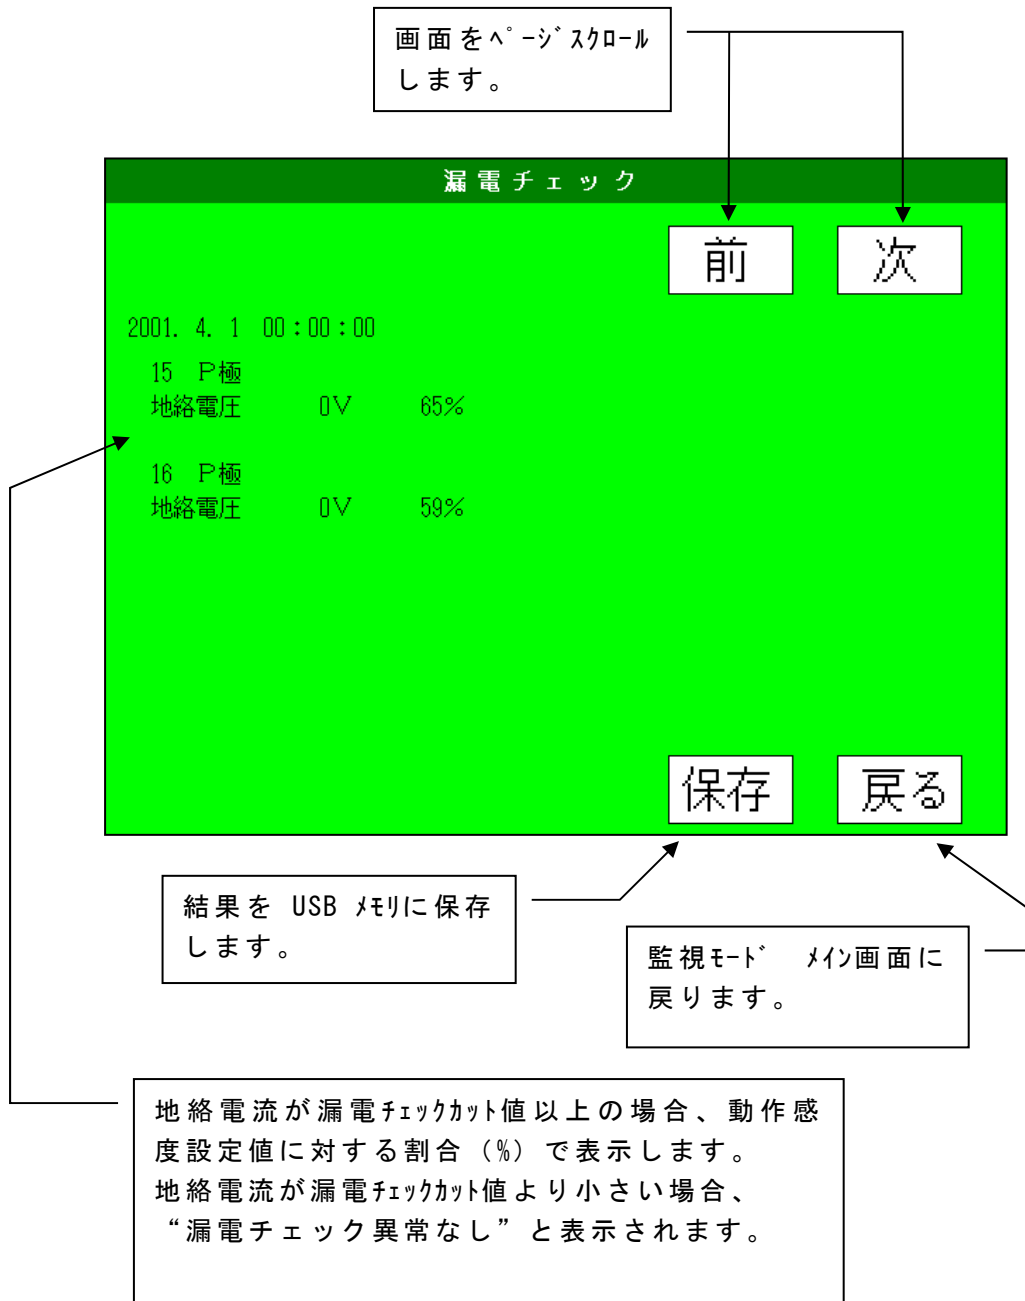 画面をﾍﾟｰｼﾞｽｸﾛｰﾙ
します。
漏電チェック
前 次
2001. 4. 1 00:00:00
15 P極
地絡電圧 0V 65%
16 P極
地絡電圧 0V 59%
保存 戻る
結果を USB ﾒﾓﾘに保存
します。
監視ﾓｰﾄﾞ ﾒｲﾝ画面に
戻ります。
地絡電流が漏電ﾁｪｯｸｶｯﾄ値以上の場合、動作感
度設定値に対する割合（%）で表示します。
地絡電流が漏電ﾁｪｯｸｶｯﾄ値より小さい場合、
“漏電チェック異常なし”と表示されます。